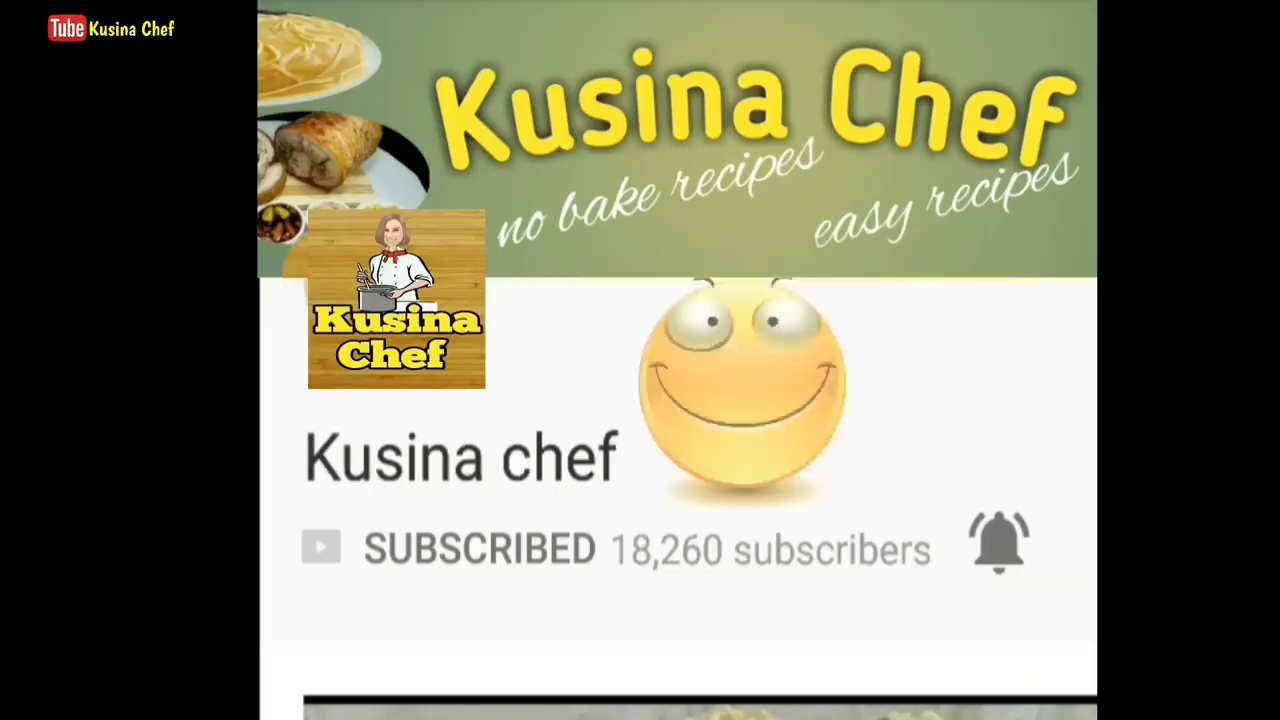 Tube Kusina Chef
Kusina Chef
no bake recipes
easy recipes
Kusina
Chef
Kusina chef
SUBSCRIBED 18,260 subscribers